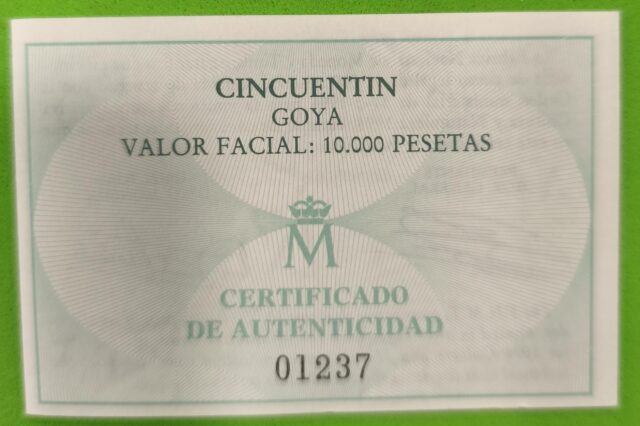 CINCUENTIN
GOYA
VALOR FACIAL: 10.000 PESETAS
M
CERTIFICADO
DE AUTENTICIDAD
01237